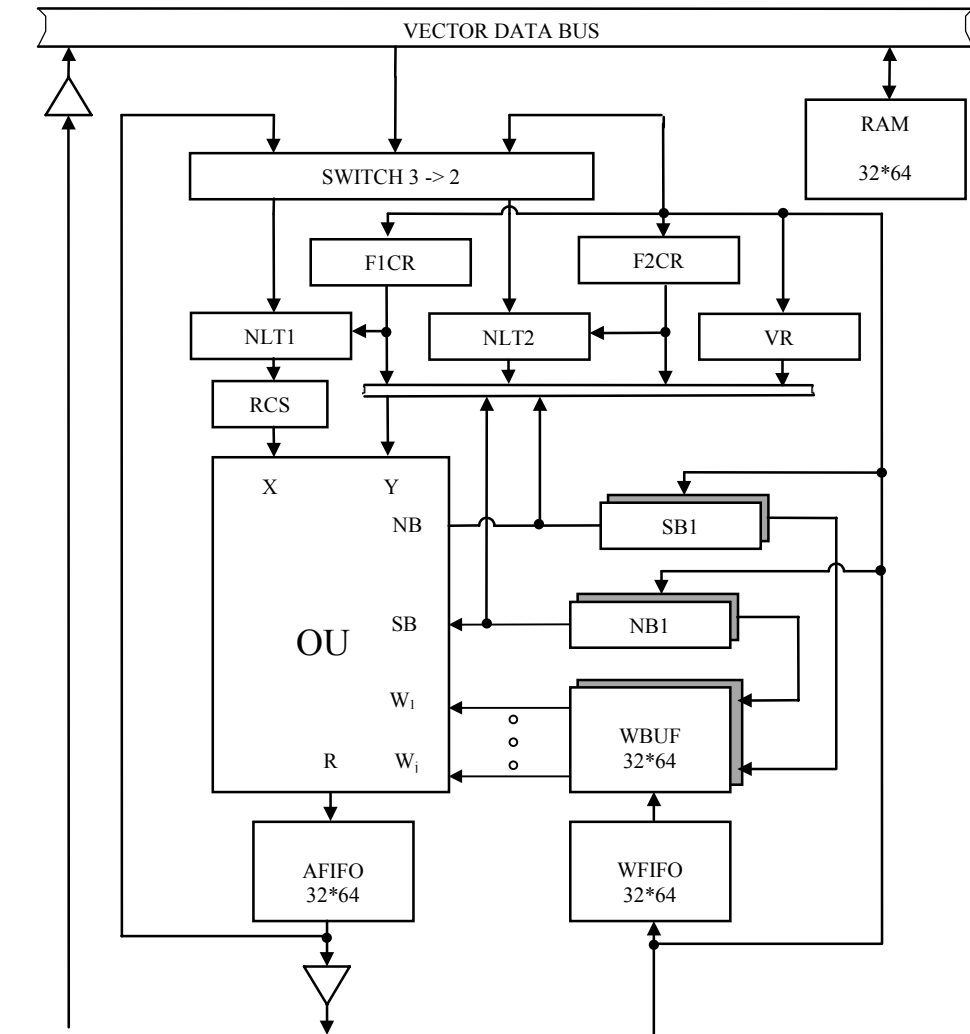 VECTOR DATA BUS
RAM
32*64
SWITCH 3 -> 2
F1CR
F2CR
NLT1
NLT2
VR
RCS
X
Y
NB
SB1
SB
NB1
OU
W1
WBUF
32*64
R
Wj
AFIFO
32*64
WFIFO
32*64